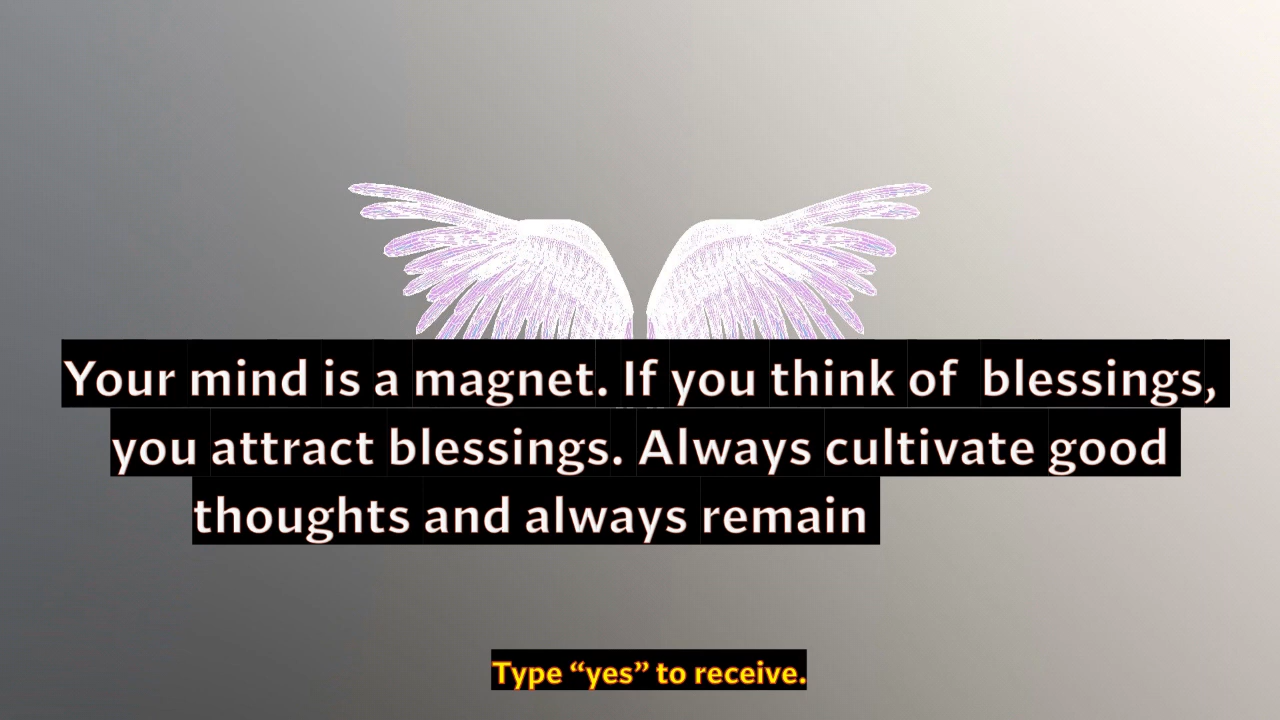 Your mind is a magnet. If you think of blessings,
you attract blessings. Always cultivate good
thoughts and always remain
Type “yes” to receive.